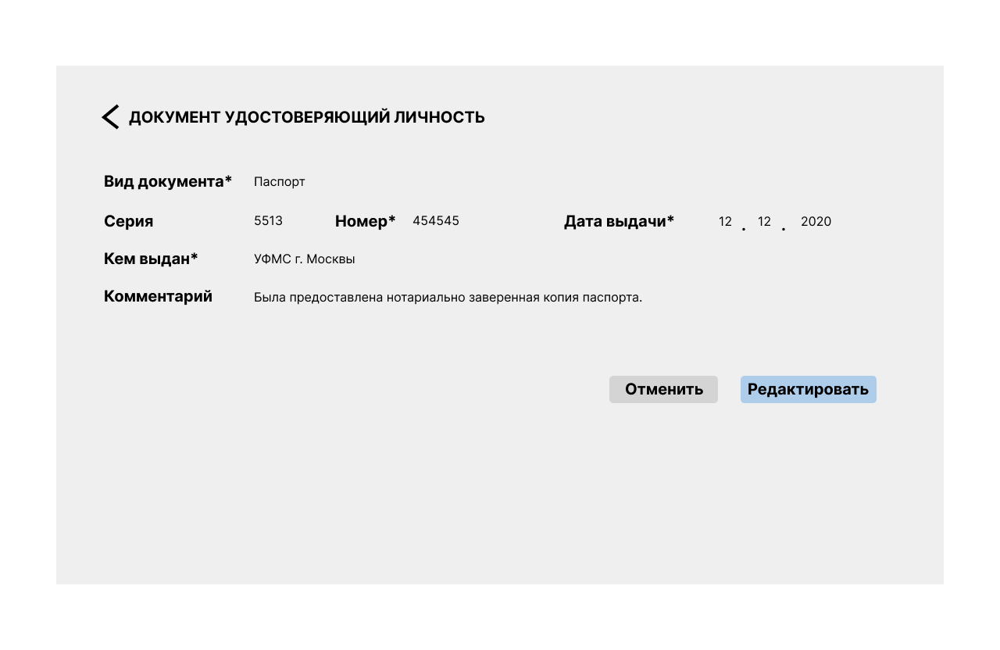 ДОКУМЕНТ УДОСТОВЕРЯЮЩИЙ ЛИЧНОСТЬ
Вид документа* Паспорт
Серия 5513 Номер* 454545 Дата выдачи* 12 . 12 . 2020
Кем выдан* УФМС г. Москвы
Комментарий Была предоставлена нотариально заверенная копия паспорта.
Отменить Редактировать